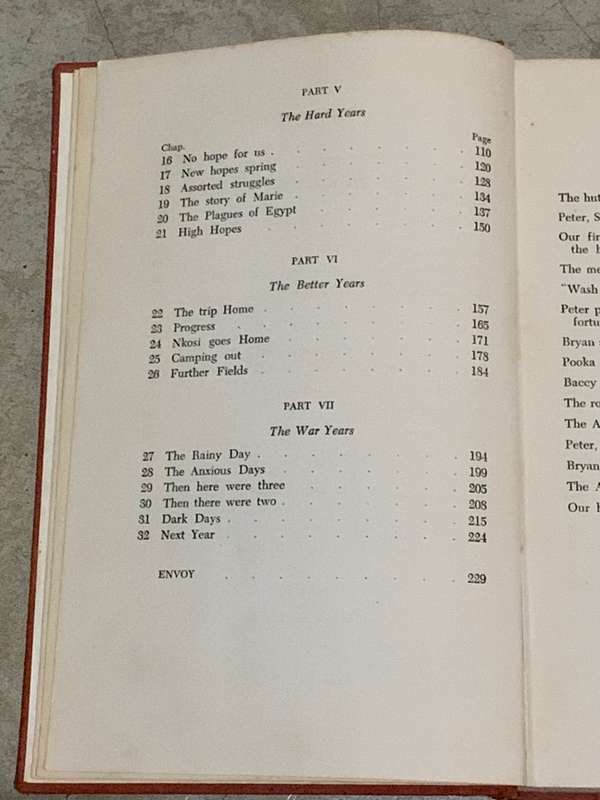 PART V
The Hard Years
Chap. Page
16 No hope for us . . . . . . . . 110
17 New hopes spring . . . . . . . 120
18 Assorted struggles . . . . . . . 128
19 The story of Marie . . . . . . . 134
20 The Plagues of Egypt . . . . . . 137
21 High Hopes . . . . . . . . 150
PART VI
The Better Years
22 The trip Home . . . . . . . . 157
23 Progress . . . . . . . . 165
24 Nkosi goes Home . . . . . . . 171
25 Camping out . . . . . . . . 178
26 Further Fields . . . . . . . . 184
PART VII
The War Years
27 The Rainy Day . . . . . . . . 194
28 The Anxious Days . . . . . . . 199
29 Then here were three . . . . . . 205
30 Then there were two . . . . . . . 208
31 Dark Days . . . . . . . . . 215
32 Next Year . . . . . . . . . 224
ENVOY . . . . . . . . . 229
The hut
Peter, S
Our fir
the h
The me
"Wash
Peter p
fortu
Bryan
Pooka
Baccy
The ro
The A
Peter,
Bryan
The A
Our h